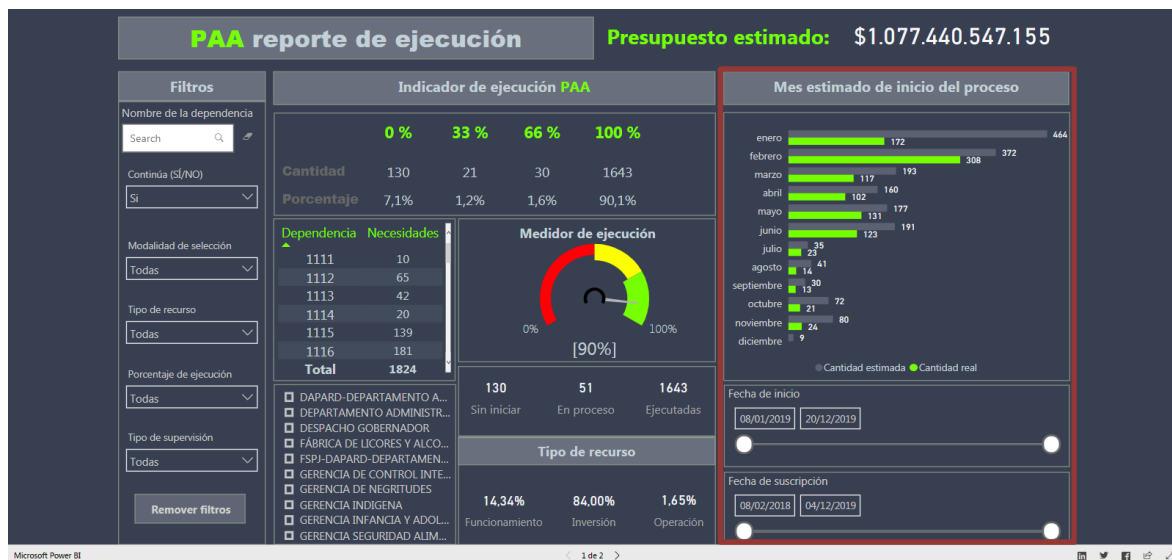 PAA reporte de ejecución
Presupuesto estimado: $1.077.440.547.155
Filtros
Nombre de la dependencia
Search
Continúa (SÍ/NO)
Si
Modalidad de selección
Todas
Tipo de recurso
Todas
Porcentaje de ejecución
Todas
Tipo de supervisión
Todas
Remover filtros
Indicador de ejecución PAA
0 % 33 % 66 % 100 %
Cantidad 130 21 30 1643
Porcentaje 7,1% 1,2% 1,6% 90,1%
Dependencia Necesidades
1111 10
1112 65
1113 42
1114 20
1115 139
1116 181
Total 1824
Medidor de ejecución
0% 100%
[90%]
DAPARD-DEPARTAMENTO A...
DEPARTAMENTO ADMINISTR...
DESPACHO GOBERNADOR
FÁBRICA DE LICORES Y ALCO...
FSPJ-DAPARD-DEPARTAMEN...
GERENCIA DE CONTROL INTE...
GERENCIA DE NEGRITUDES
GERENCIA INDIGENA
GERENCIA INFANCIA Y ADOL...
GERENCIA SEGURIDAD ALIM...
130 51 1643
Sin iniciar En proceso Ejecutadas
Tipo de recurso
14,34% 84,00% 1,65%
Funcionamiento Inversión Operación
Mes estimado de inicio del proceso
enero 464 172
febrero 372 308
marzo 193 117
abril 160 102
mayo 177 131
junio 191 123
julio 35 23
agosto 41 14
septiembre 30 13
octubre 72 21
noviembre 80 24
diciembre 9
Cantidad estimada Cantidad real
Fecha de inicio
08/01/2019 20/12/2019
Fecha de suscripción
08/02/2018 04/12/2019
Microsoft Power BI
1 de 2